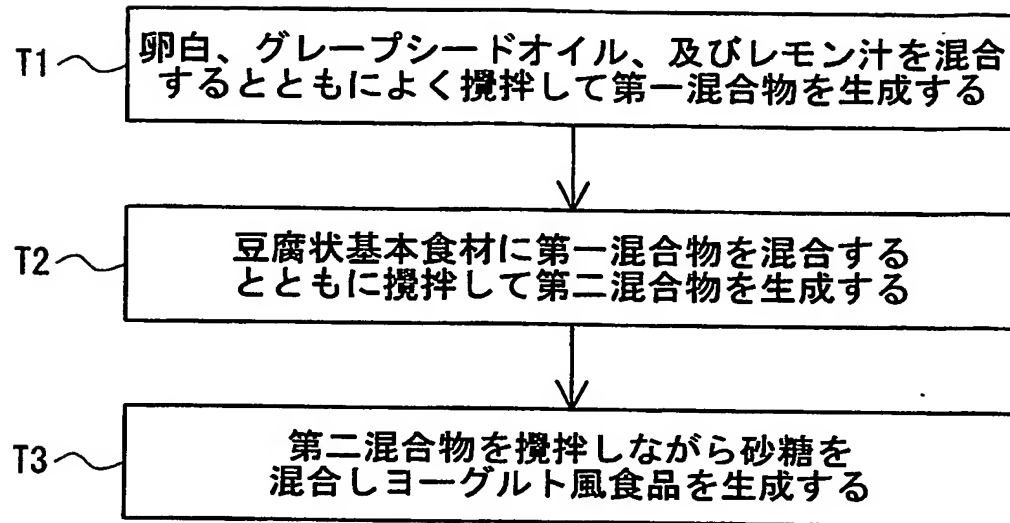 T1
卵白、グレープシードオイル、及びレモン汁を混合
するとともによく攪拌して第一混合物を生成する
T2
豆腐状基本食材に第一混合物を混合する
とともに攪拌して第二混合物を生成する
T3
第二混合物を攪拌しながら砂糖を
混合しヨーグルト風食品を生成する